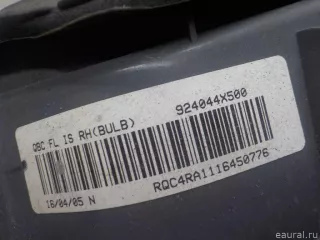 QBC FL IS RH(BULB) 924044X500
18/04/05 N RQC4RA1116450776
eaural.ru